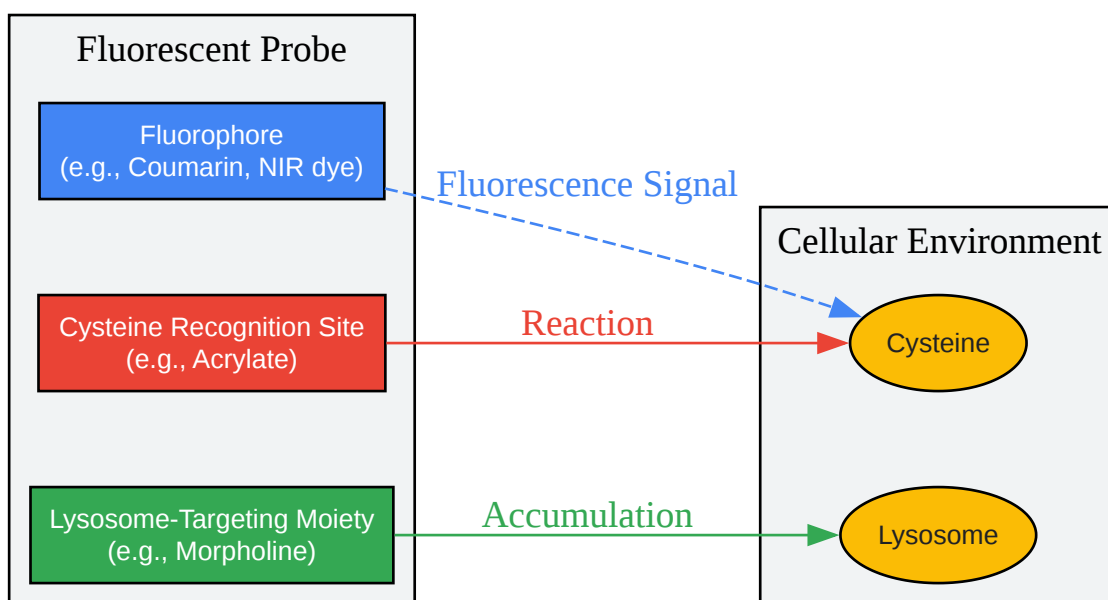 Fluorescent Probe
Fluorophore
(e.g., Coumarin, NIR dye)
Fluorescence Signal
Cellular Environment
Cysteine Recognition Site
(e.g., Acrylate)
Reaction
Cysteine
Lysosome-Targeting Moiety
(e.g., Morpholine)
Accumulation
Lysosome